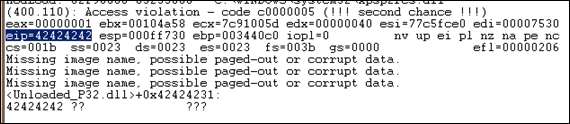 (400.110): Access violation - code c0000005 (!!! second chance !!!)
eax=00000001 ebx=00104a58 ecx=7c91005d edx=00000040 esi=77c5fce0 edi=00007530
eip=42424242 esp=000ff730 ebp=003440c0 iopl=0 nv up ei pl nz na pe nc
cs=001b ss=0023 ds=0023 es=0023 fs=003b gs=0000 efl=00000206
Missing image name, possible paged-out or corrupt data.
Missing image name, possible paged-out or corrupt data.
Missing image name, possible paged-out or corrupt data.
<Unloaded_P32.dll>+0x42424231:
42424242 ?? ???